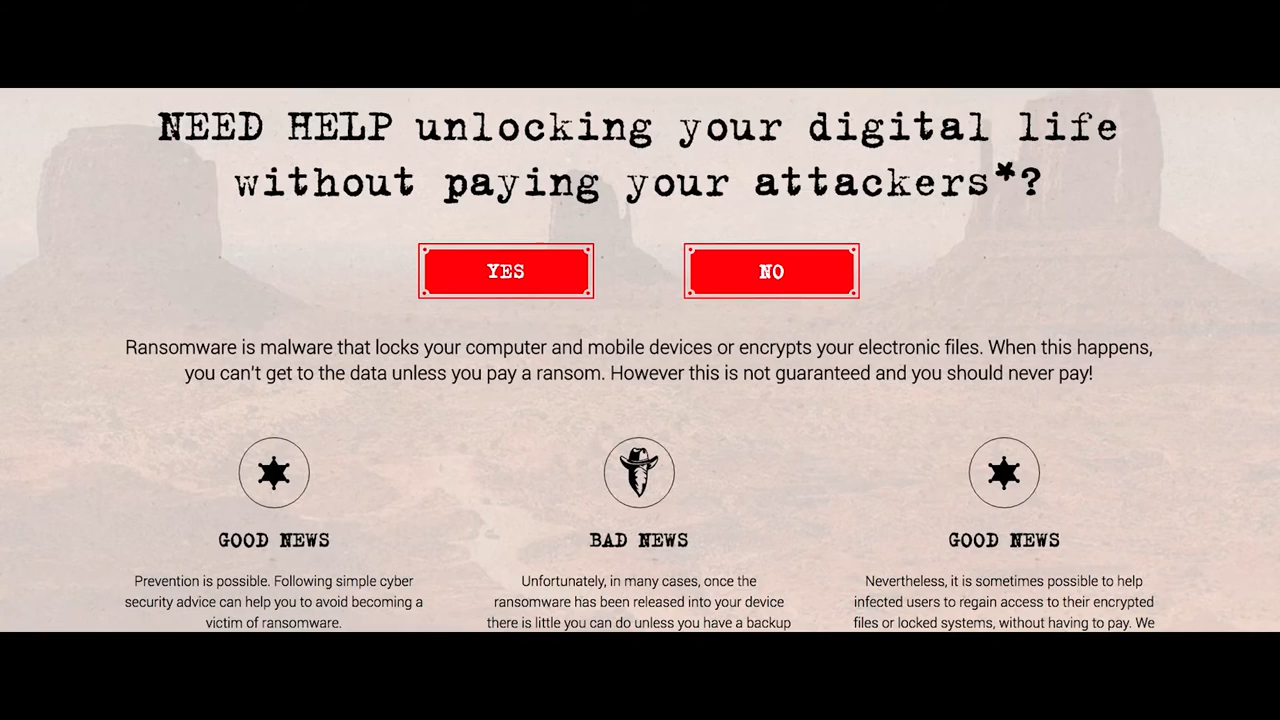 NEED HELP unlocking your digital life
without paying your attackers*?
YES
NO
Ransomware is malware that locks your computer and mobile devices or encrypts your electronic files. When this happens,
you can't get to the data unless you pay a ransom. However this is not guaranteed and you should never pay!
GOOD NEWS
Prevention is possible. Following simple cyber
security advice can help you to avoid becoming a
victim of ransomware.
BAD NEWS
Unfortunately, in many cases, once the
ransomware has been released into your device
there is little you can do unless you have a backup
GOOD NEWS
Nevertheless, it is sometimes possible to help
infected users to regain access to their encrypted
files or locked systems, without having to pay. We